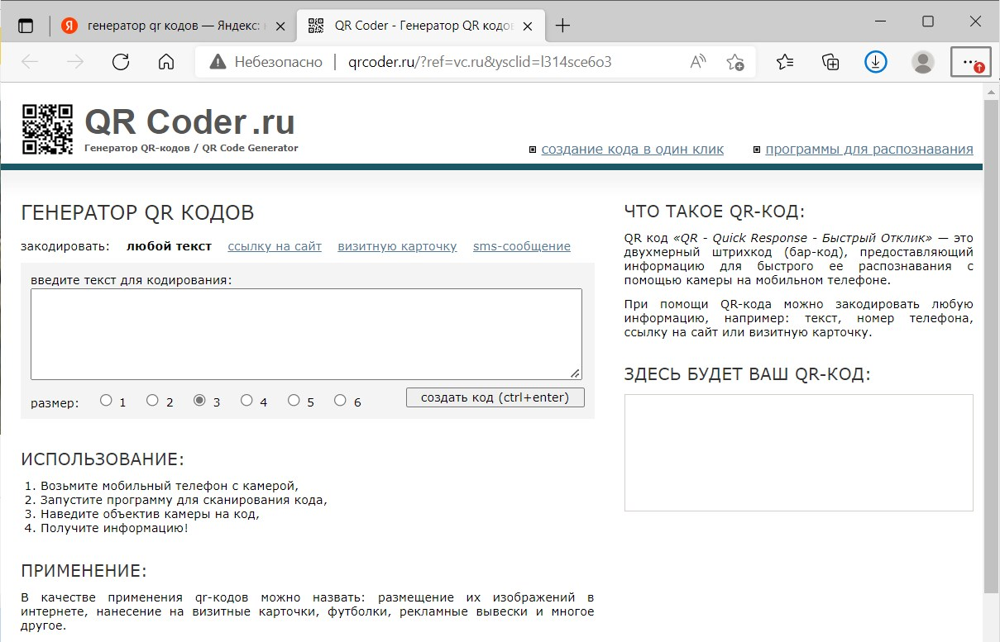 генератор qr кодов — Яндекс:
QR Coder - Генератор QR кодов
Небезопасно
qrcoder.ru/?ref=vc.ru&ysclid=l314sce6o3
QR Coder.ru
Генератор QR-кодов / QR Code Generator
создание кода в один клик
программы для распознавания
ГЕНЕРАТОР QR КОДОВ
закодировать: любой текст ссылку на сайт визитную карточку sms-сообщение
введите текст для кодирования:
размер: 1 2 3 4 5 6
создать код (ctrl+enter)
ИСПОЛЬЗОВАНИЕ:
1. Возьмите мобильный телефон с камерой,
2. Запустите программу для сканирования кода,
3. Наведите объектив камеры на код,
4. Получите информацию!
ПРИМЕНЕНИЕ:
В качестве применения qr-кодов можно назвать: размещение их изображений в
интернете, нанесение на визитные карточки, футболки, рекламные вывески и многое
другое.
ЧТО ТАКОЕ QR-КОД:
QR код «QR - Quick Response - Быстрый Отклик» — это
двухмерный штрихкод (бар-код), предоставляющий
информацию для быстрого ее распознавания с
помощью камеры на мобильном телефоне.
При помощи QR-кода можно закодировать любую
информацию, например: текст, номер телефона,
ссылку на сайт или визитную карточку.
ЗДЕСЬ БУДЕТ ВАШ QR-КОД: